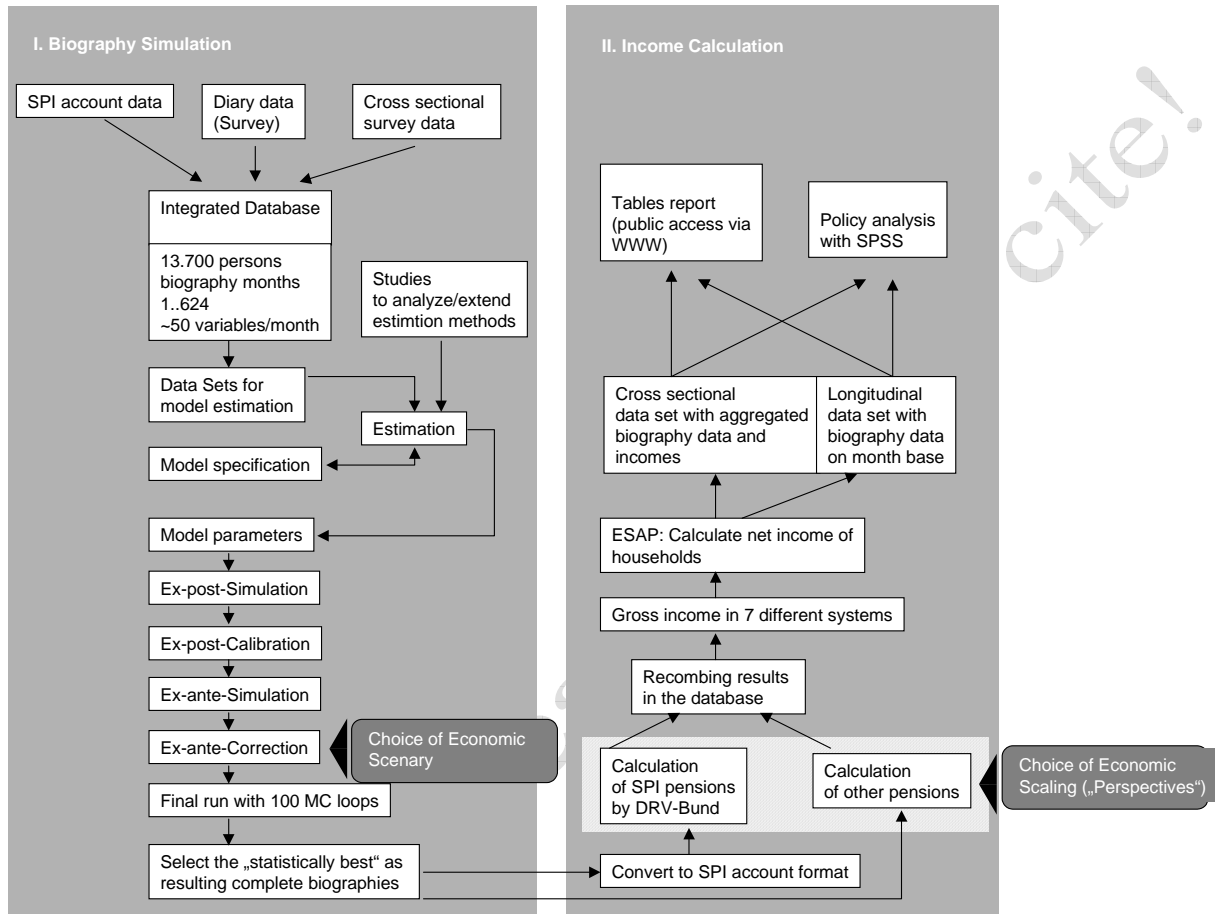 I. Biography Simulation
SPI account data
Diary data
(Survey)
Cross sectional
survey data
Integrated Database
13.700 persons
biography months
1..624
~50 variables/month
Studies
to analyze/extend
estimtion methods
Data Sets for
model estimation
Estimation
Model specification
Model parameters
Ex-post-Simulation
Ex-post-Calibration
Ex-ante-Simulation
Ex-ante-Correction
Choice of Economic
Scenary
Final run with 100 MC loops
Select the „statistically best“ as
resulting complete biographies
II. Income Calculation
Tables report
(public access via
WWW)
Policy analysis
with SPSS
Cross sectional
data set with aggregated
biography data and
incomes
Longitudinal
data set with
biography data
on month base
ESAP: Calculate net income of
households
Gross income in 7 different systems
Recombing results
in the database
Calculation
of SPI pensions
by DRV-Bund
Calculation
of other pensions
Choice of Economic
Scaling („Perspectives“)
Convert to SPI account format
cite!